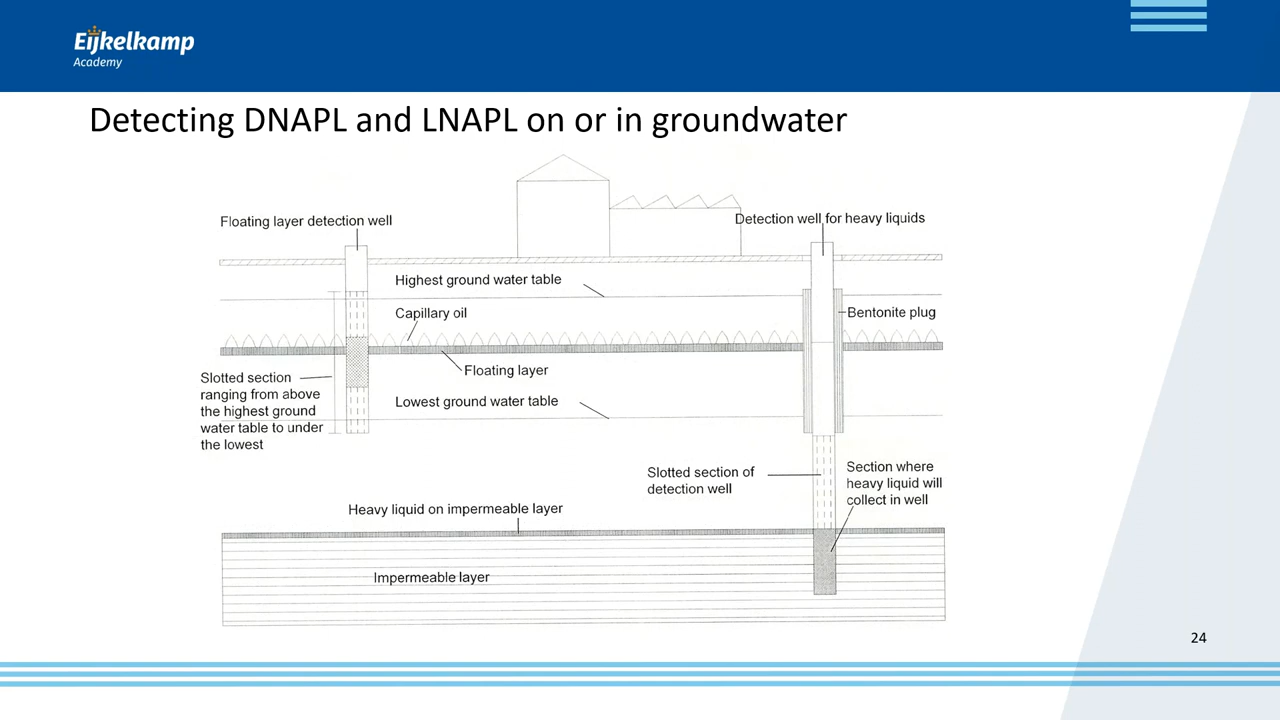 Eijkelkamp
Academy
Detecting DNAPL and LNAPL on or in groundwater
Floating layer detection well
Detection well for heavy liquids
Highest ground water table
Capillary oil
Bentonite plug
Floating layer
Slotted section
ranging from above
the highest ground
water table to under
the lowest
Lowest ground water table
Slotted section of
detection well
Section where
heavy liquid will
collect in well
Heavy liquid on impermeable layer
Impermeable layer
24